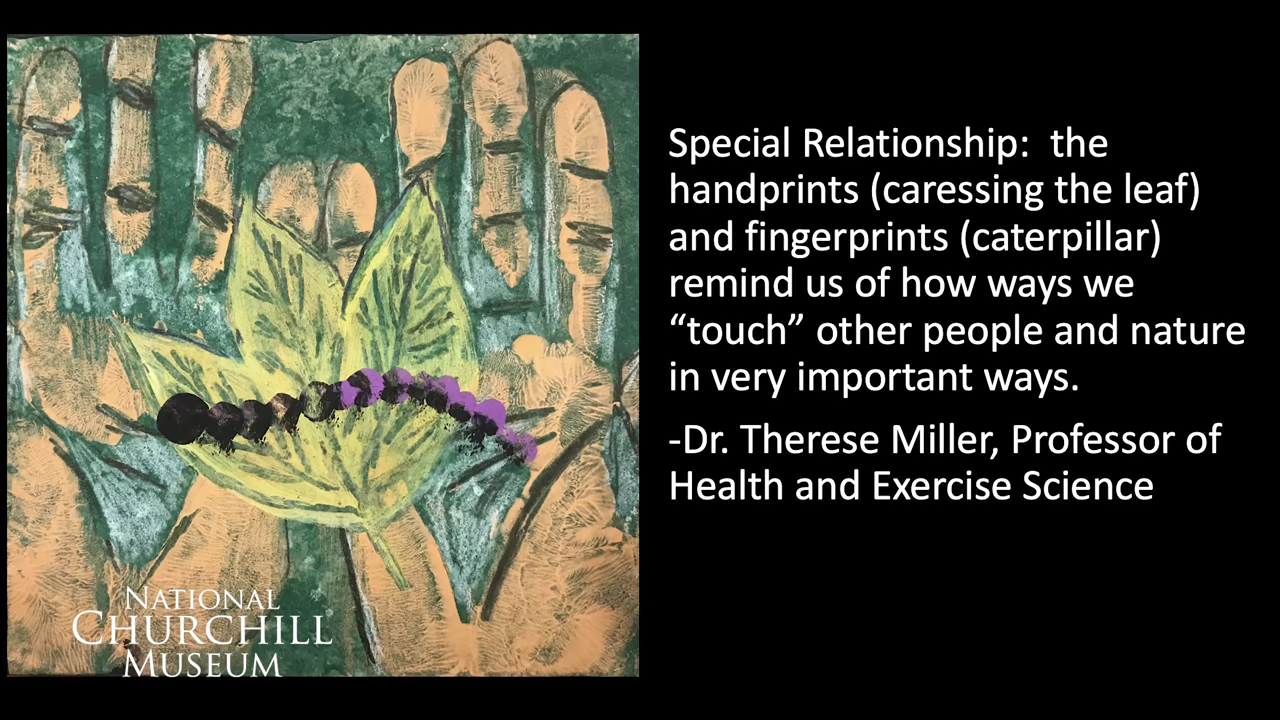 Special Relationship:  the
handprints (caressing the leaf)
and fingerprints (caterpillar)
remind us of how ways we
“touch” other people and nature
in very important ways.
-Dr. Therese Miller, Professor of
Health and Exercise Science
NATIONAL
CHURCHILL
MUSEUM